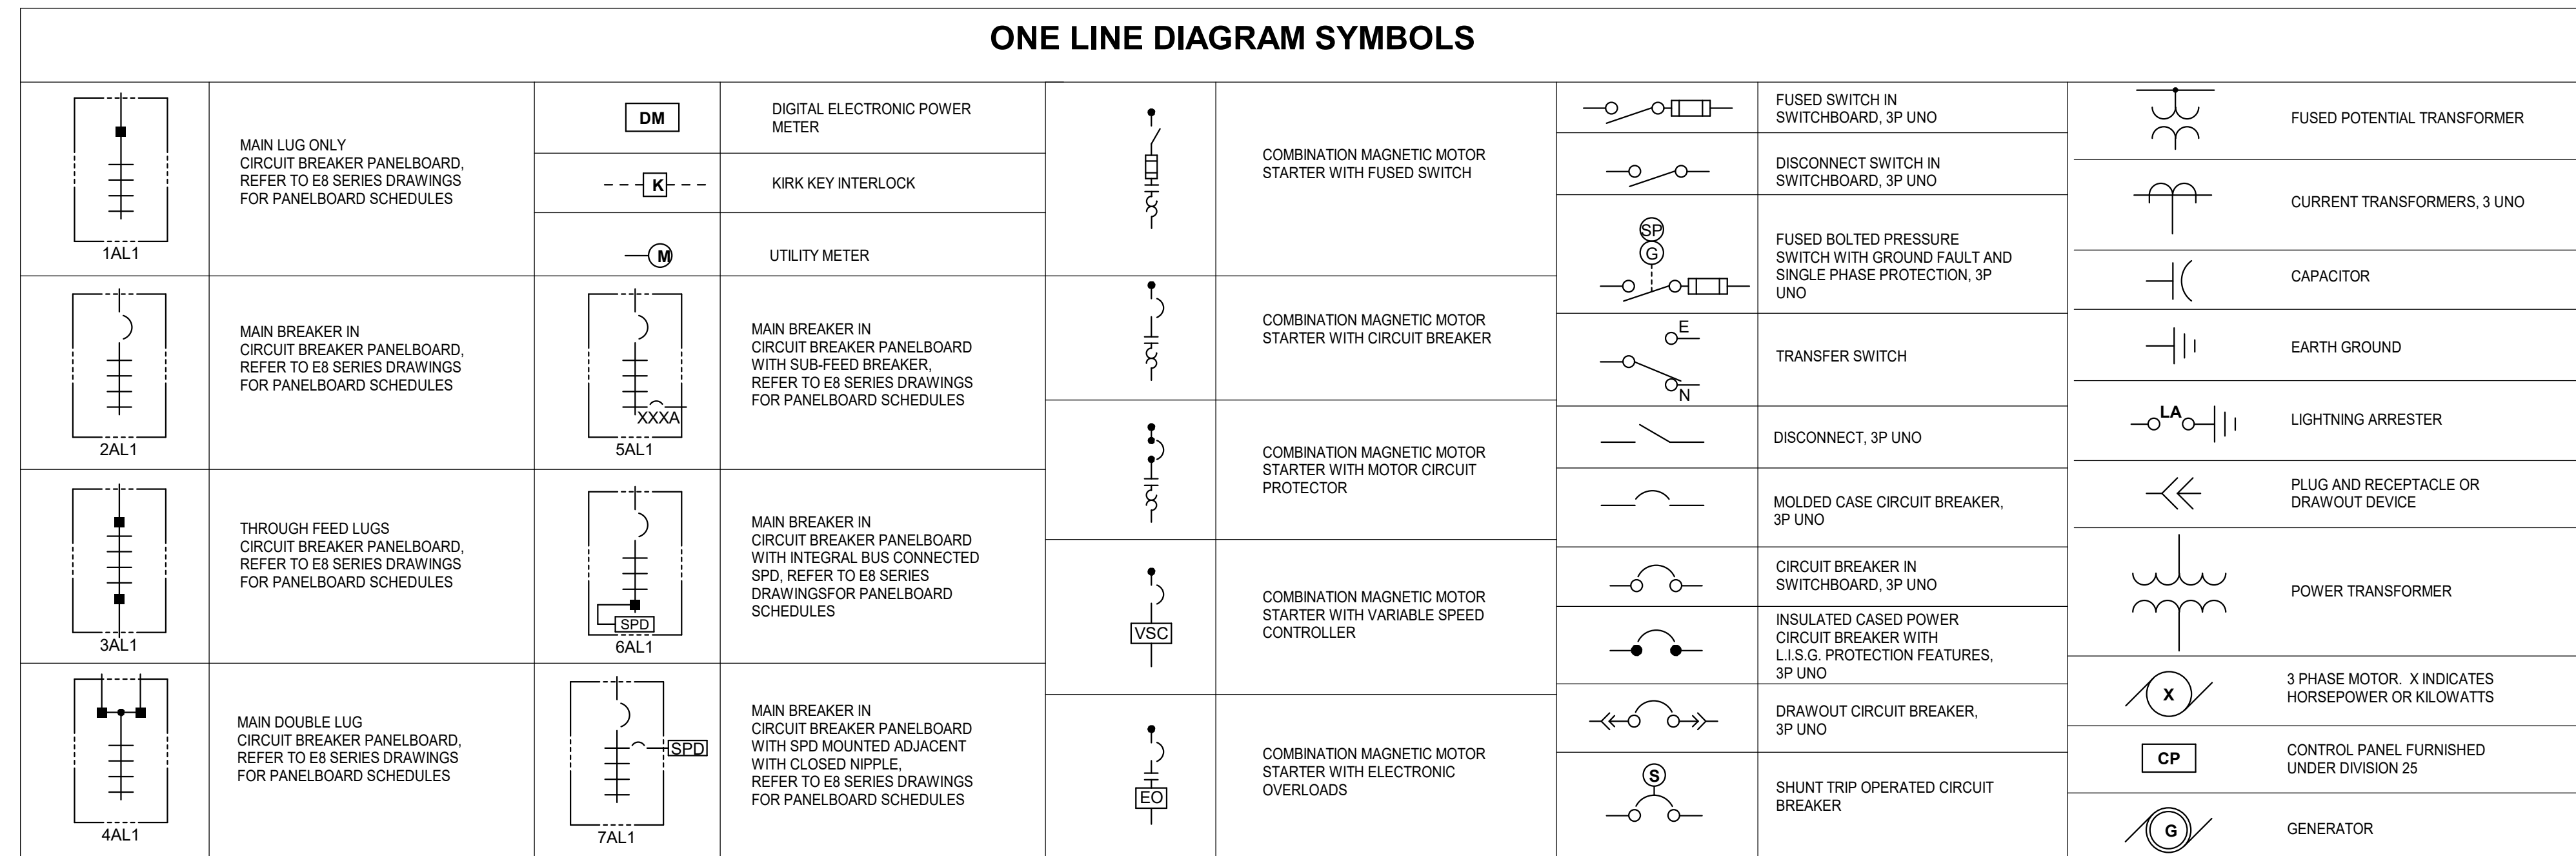 ONE LINE DIAGRAM SYMBOLS
1AL1
MAIN LUG ONLY
CIRCUIT BREAKER PANELBOARD,
REFER TO E8 SERIES DRAWINGS
FOR PANELBOARD SCHEDULES
2AL1
MAIN BREAKER IN
CIRCUIT BREAKER PANELBOARD,
REFER TO E8 SERIES DRAWINGS
FOR PANELBOARD SCHEDULES
3AL1
THROUGH FEED LUGS
CIRCUIT BREAKER PANELBOARD,
REFER TO E8 SERIES DRAWINGS
FOR PANELBOARD SCHEDULES
4AL1
MAIN DOUBLE LUG
CIRCUIT BREAKER PANELBOARD,
REFER TO E8 SERIES DRAWINGS
FOR PANELBOARD SCHEDULES
DM
DIGITAL ELECTRONIC POWER
METER
K
KIRK KEY INTERLOCK
M
UTILITY METER
XXXA
5AL1
MAIN BREAKER IN
CIRCUIT BREAKER PANELBOARD
WITH SUB-FEED BREAKER,
REFER TO E8 SERIES DRAWINGS
FOR PANELBOARD SCHEDULES
SPD
6AL1
MAIN BREAKER IN
CIRCUIT BREAKER PANELBOARD
WITH INTEGRAL BUS CONNECTED
SPD, REFER TO E8 SERIES
DRAWINGSFOR PANELBOARD
SCHEDULES
SPD
7AL1
MAIN BREAKER IN
CIRCUIT BREAKER PANELBOARD
WITH SPD MOUNTED ADJACENT
WITH CLOSED NIPPLE,
REFER TO E8 SERIES DRAWINGS
FOR PANELBOARD SCHEDULES
COMBINATION MAGNETIC MOTOR
STARTER WITH FUSED SWITCH
COMBINATION MAGNETIC MOTOR
STARTER WITH CIRCUIT BREAKER
COMBINATION MAGNETIC MOTOR
STARTER WITH MOTOR CIRCUIT
PROTECTOR
VSC
COMBINATION MAGNETIC MOTOR
STARTER WITH VARIABLE SPEED
CONTROLLER
EO
COMBINATION MAGNETIC MOTOR
STARTER WITH ELECTRONIC
OVERLOADS
FUSED SWITCH IN
SWITCHBOARD, 3P UNO
DISCONNECT SWITCH IN
SWITCHBOARD, 3P UNO
SP
G
FUSED BOLTED PRESSURE
SWITCH WITH GROUND FAULT AND
SINGLE PHASE PROTECTION, 3P
UNO
E
N
TRANSFER SWITCH
DISCONNECT, 3P UNO
MOLDED CASE CIRCUIT BREAKER,
3P UNO
CIRCUIT BREAKER IN
SWITCHBOARD, 3P UNO
INSULATED CASED POWER
CIRCUIT BREAKER WITH
L.I.S.G. PROTECTION FEATURES,
3P UNO
DRAWOUT CIRCUIT BREAKER,
3P UNO
S
SHUNT TRIP OPERATED CIRCUIT
BREAKER
FUSED POTENTIAL TRANSFORMER
CURRENT TRANSFORMERS, 3 UNO
CAPACITOR
EARTH GROUND
LA
LIGHTNING ARRESTER
PLUG AND RECEPTACLE OR
DRAWOUT DEVICE
POWER TRANSFORMER
X
3 PHASE MOTOR. X INDICATES
HORSEPOWER OR KILOWATTS
CP
CONTROL PANEL FURNISHED
UNDER DIVISION 25
G
GENERATOR